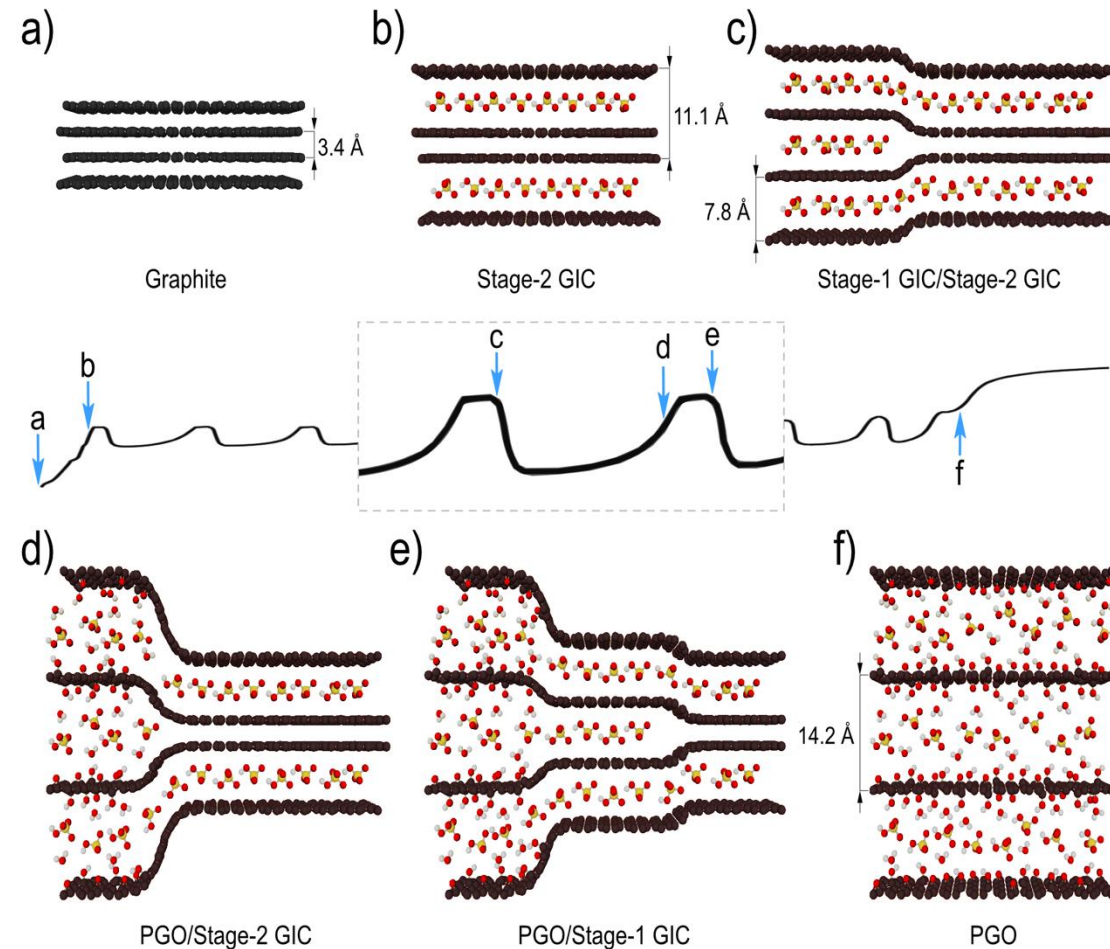 a)
3.4 Å
Graphite
b)
11.1 Å
Stage-2 GIC
c)
7.8 Å
Stage-1 GIC/Stage-2 GIC
a
b
c
d
e
f
d)
PGO/Stage-2 GIC
e)
PGO/Stage-1 GIC
f)
14.2 Å
PGO